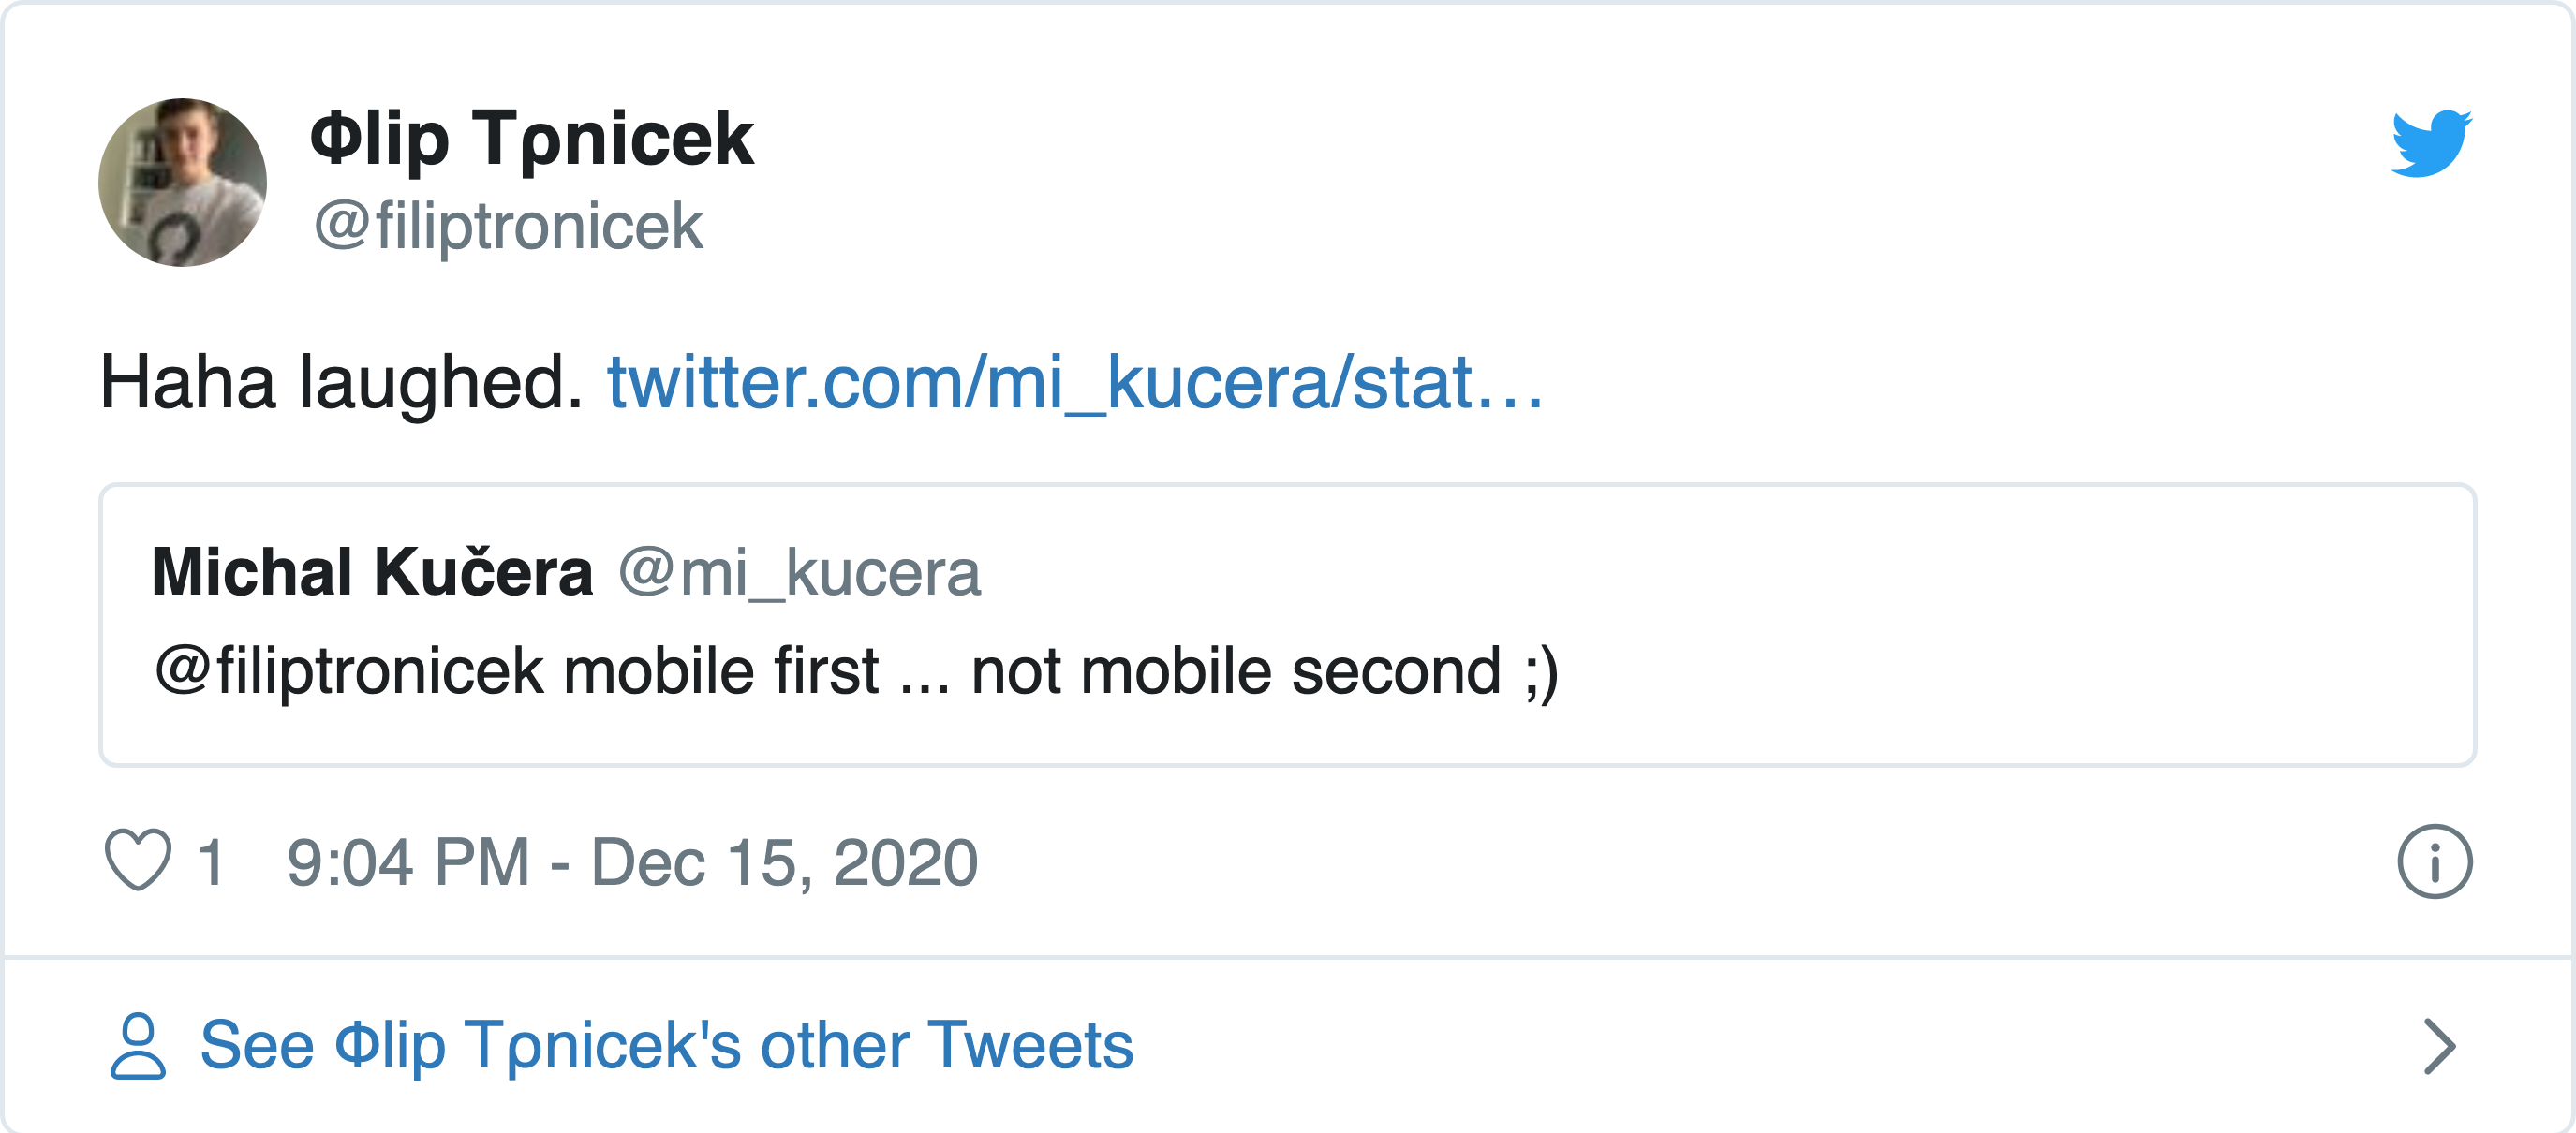 Φlip Tρnicek
@filiptronicek
Haha laughed. twitter.com/mi_kucera/stat…
Michal Kučera @mi_kucera
@filiptronicek mobile first ... not mobile second ;)
1 9:04 PM - Dec 15, 2020
See Φlip Tρnicek's other Tweets